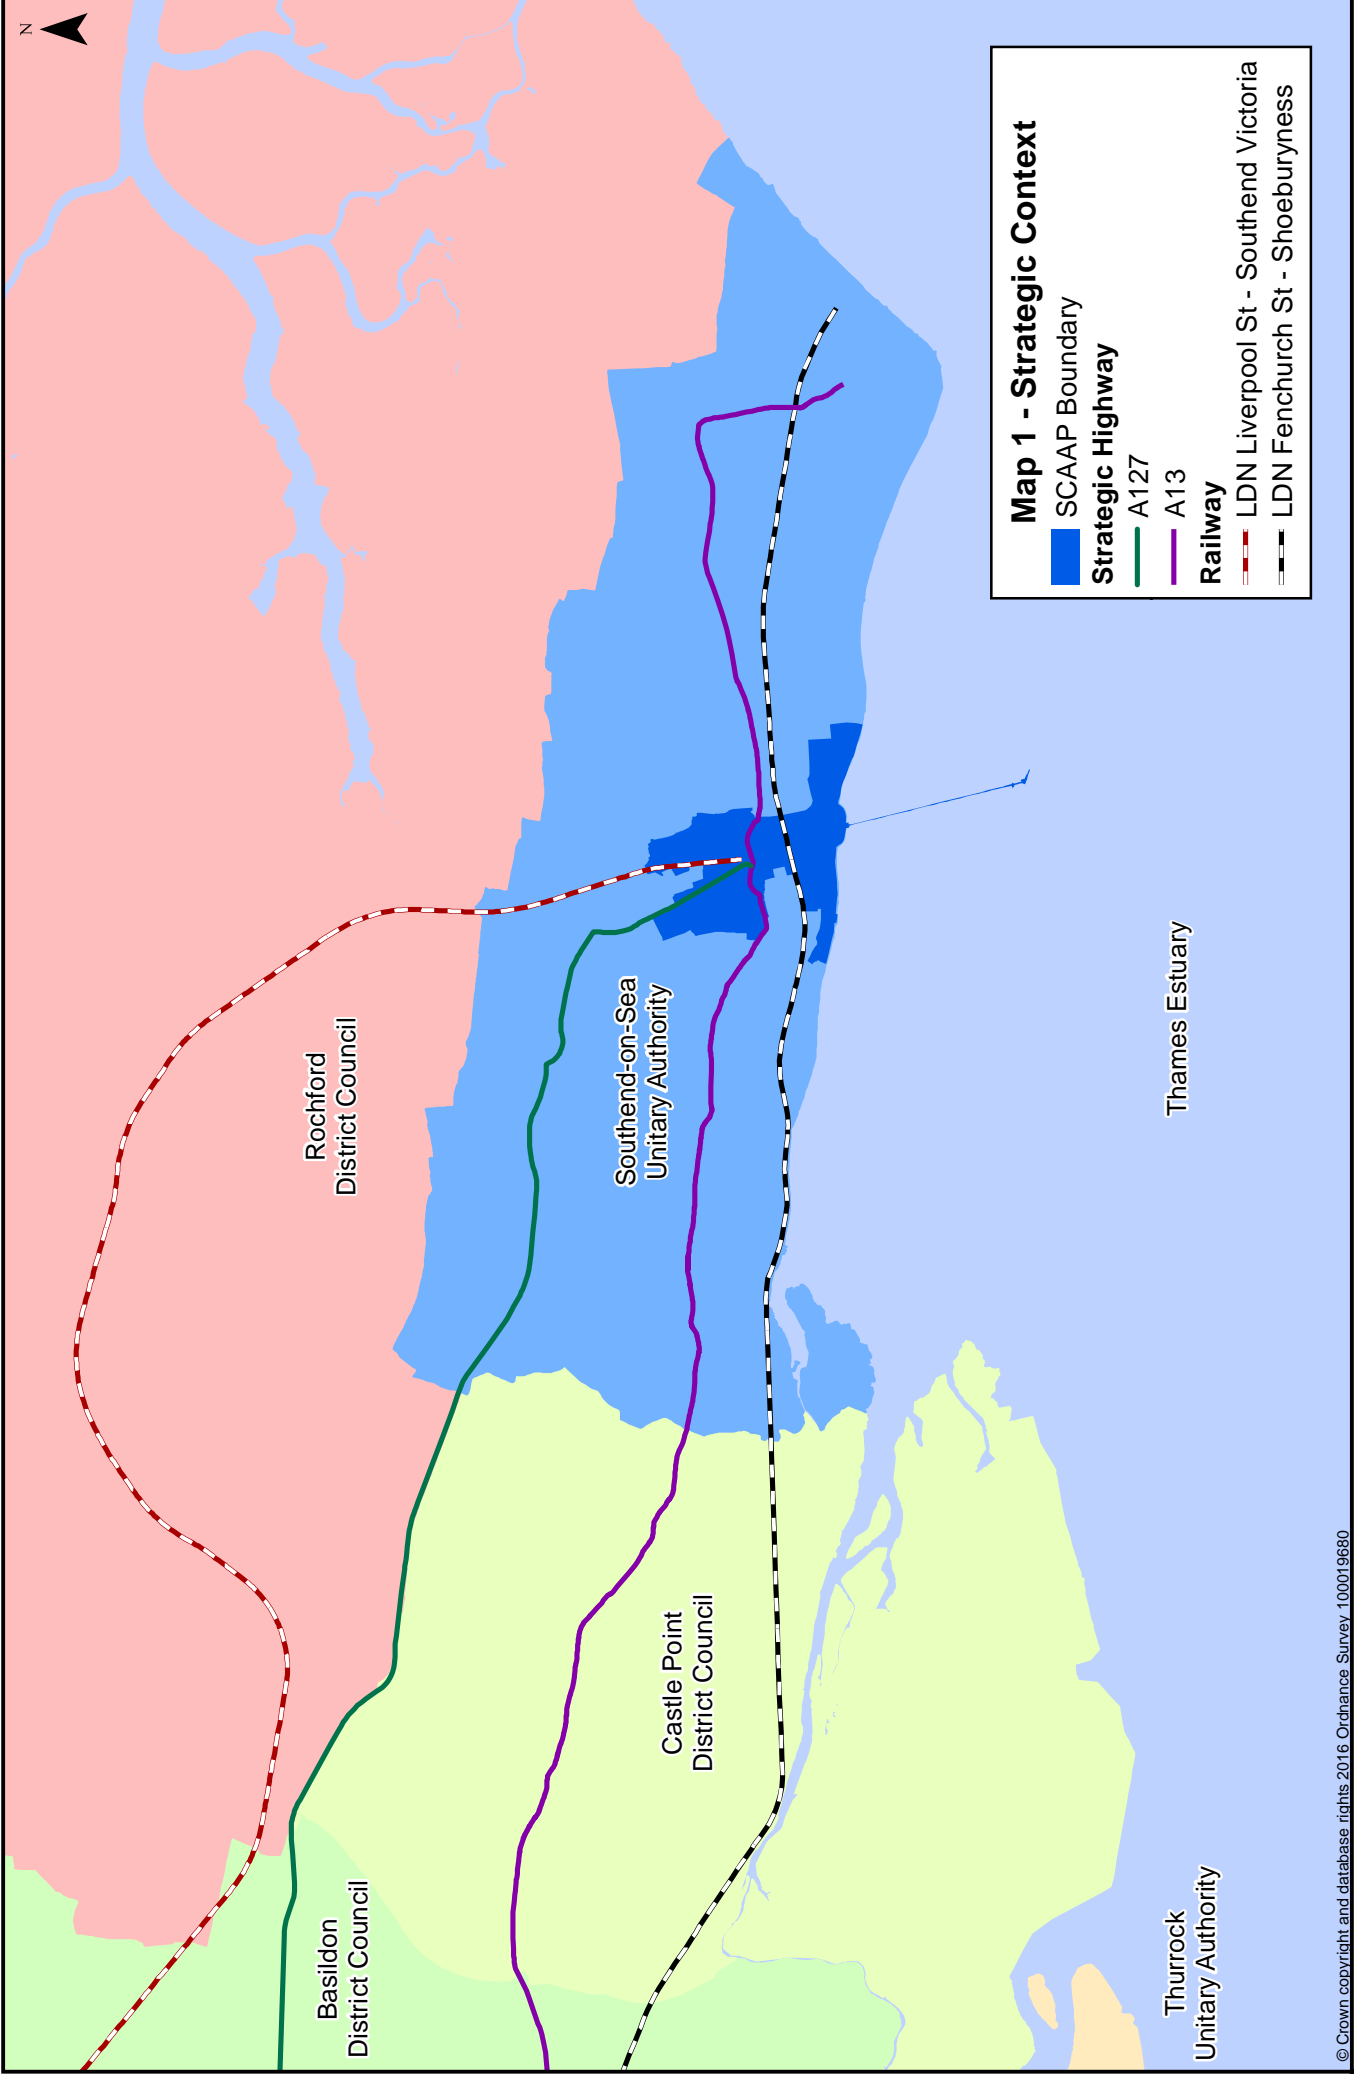 N
Rochford
District Council
Basildon
District Council
Southend-on-Sea
Unitary Authority
Castle Point
District Council
Thames Estuary
Thurrock
Unitary Authority
Map 1 - Strategic Context
SCAAP Boundary
Strategic Highway
A127
A13
Railway
LDN Liverpool St - Southend Victoria
LDN Fenchurch St - Shoeburyness
© Crown copyright and database rights 2016 Ordnance Survey 100019680